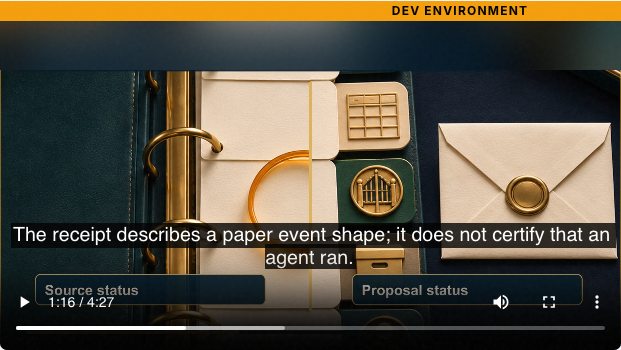 DEV ENVIRONMENT
The receipt describes a paper event shape; it does not certify that an
agent ran.
Source status
Proposal status
1:16 / 4:27